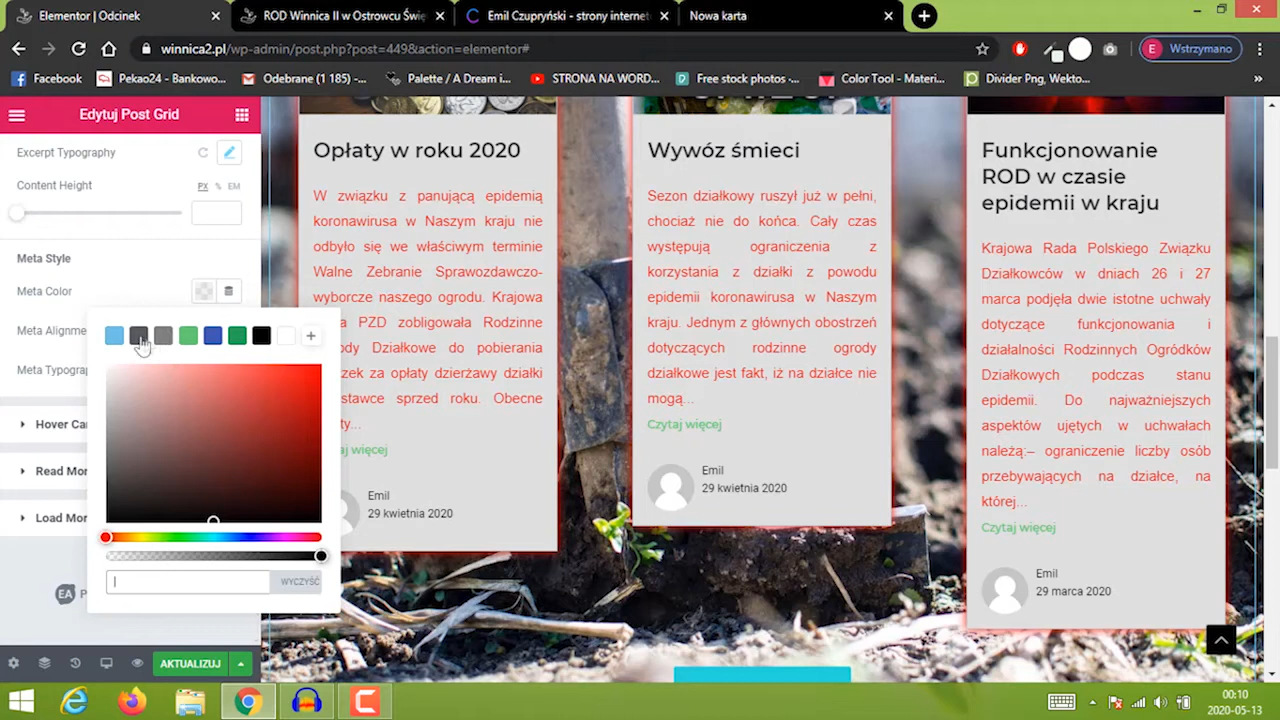 Elementor | Odcinek
ROD Winnica II w Ostrowcu Świę
Emil Czupryński - strony internet
Nowa karta
winnica2.pl/wp-admin/post.php?post=449&action=elementor#
E Wstrzymano
Facebook
Pekao24 - Bankowo...
Odebrane (1 185) -...
Palette / A Dream i...
STRONA NA WORD...
Free stock photos -...
Color Tool - Materi...
Divider Png, Wekto...
»
Edytuj Post Grid
Excerpt Typography
Content Height
PX % EM
Meta Style
Meta Color
Meta Alignme
Meta Typogra
Hover Ca
Read Mor
Load Mor
EA
WYCZYŚĆ
AKTUALIZUJ
Opłaty w roku 2020
W związku z panującą epidemią
koronawirusa w Naszym kraju nie
odbyło się we właściwym terminie
Walne Zebranie Sprawozdawczo-
wyborcze naszego ogrodu. Krajowa
PZD zobligowała Rodzinne
ody Działkowe do pobierania
zek za opłaty dzierżawy działki
stawce sprzed roku. Obecne
ty...
aj więcej
Emil
29 kwietnia 2020
Wywóz śmieci
Sezon działkowy ruszył już w pełni,
chociaż nie do końca. Cały czas
występują ograniczenia z
korzystania z działki z powodu
epidemii koronawirusa w Naszym
kraju. Jednym z głównych obostrzeń
dotyczących rodzinne ogrody
działkowe jest fakt, iż na działce nie
mogą...
Czytaj więcej
Emil
29 kwietnia 2020
Funkcjonowanie
ROD w czasie
epidemii w kraju
Krajowa Rada Polskiego Związku
Działkowców w dniach 26 i 27
marca podjęła dwie istotne uchwały
dotyczące funkcjonowania i
działalności Rodzinnych Ogródków
Działkowych podczas stanu
epidemii. Do najważniejszych
aspektów ujętych w uchwałach
należą:– ograniczenie liczby osób
przebywających na działce, na
której...
Czytaj więcej
Emil
29 marca 2020
00:10
2020-05-13